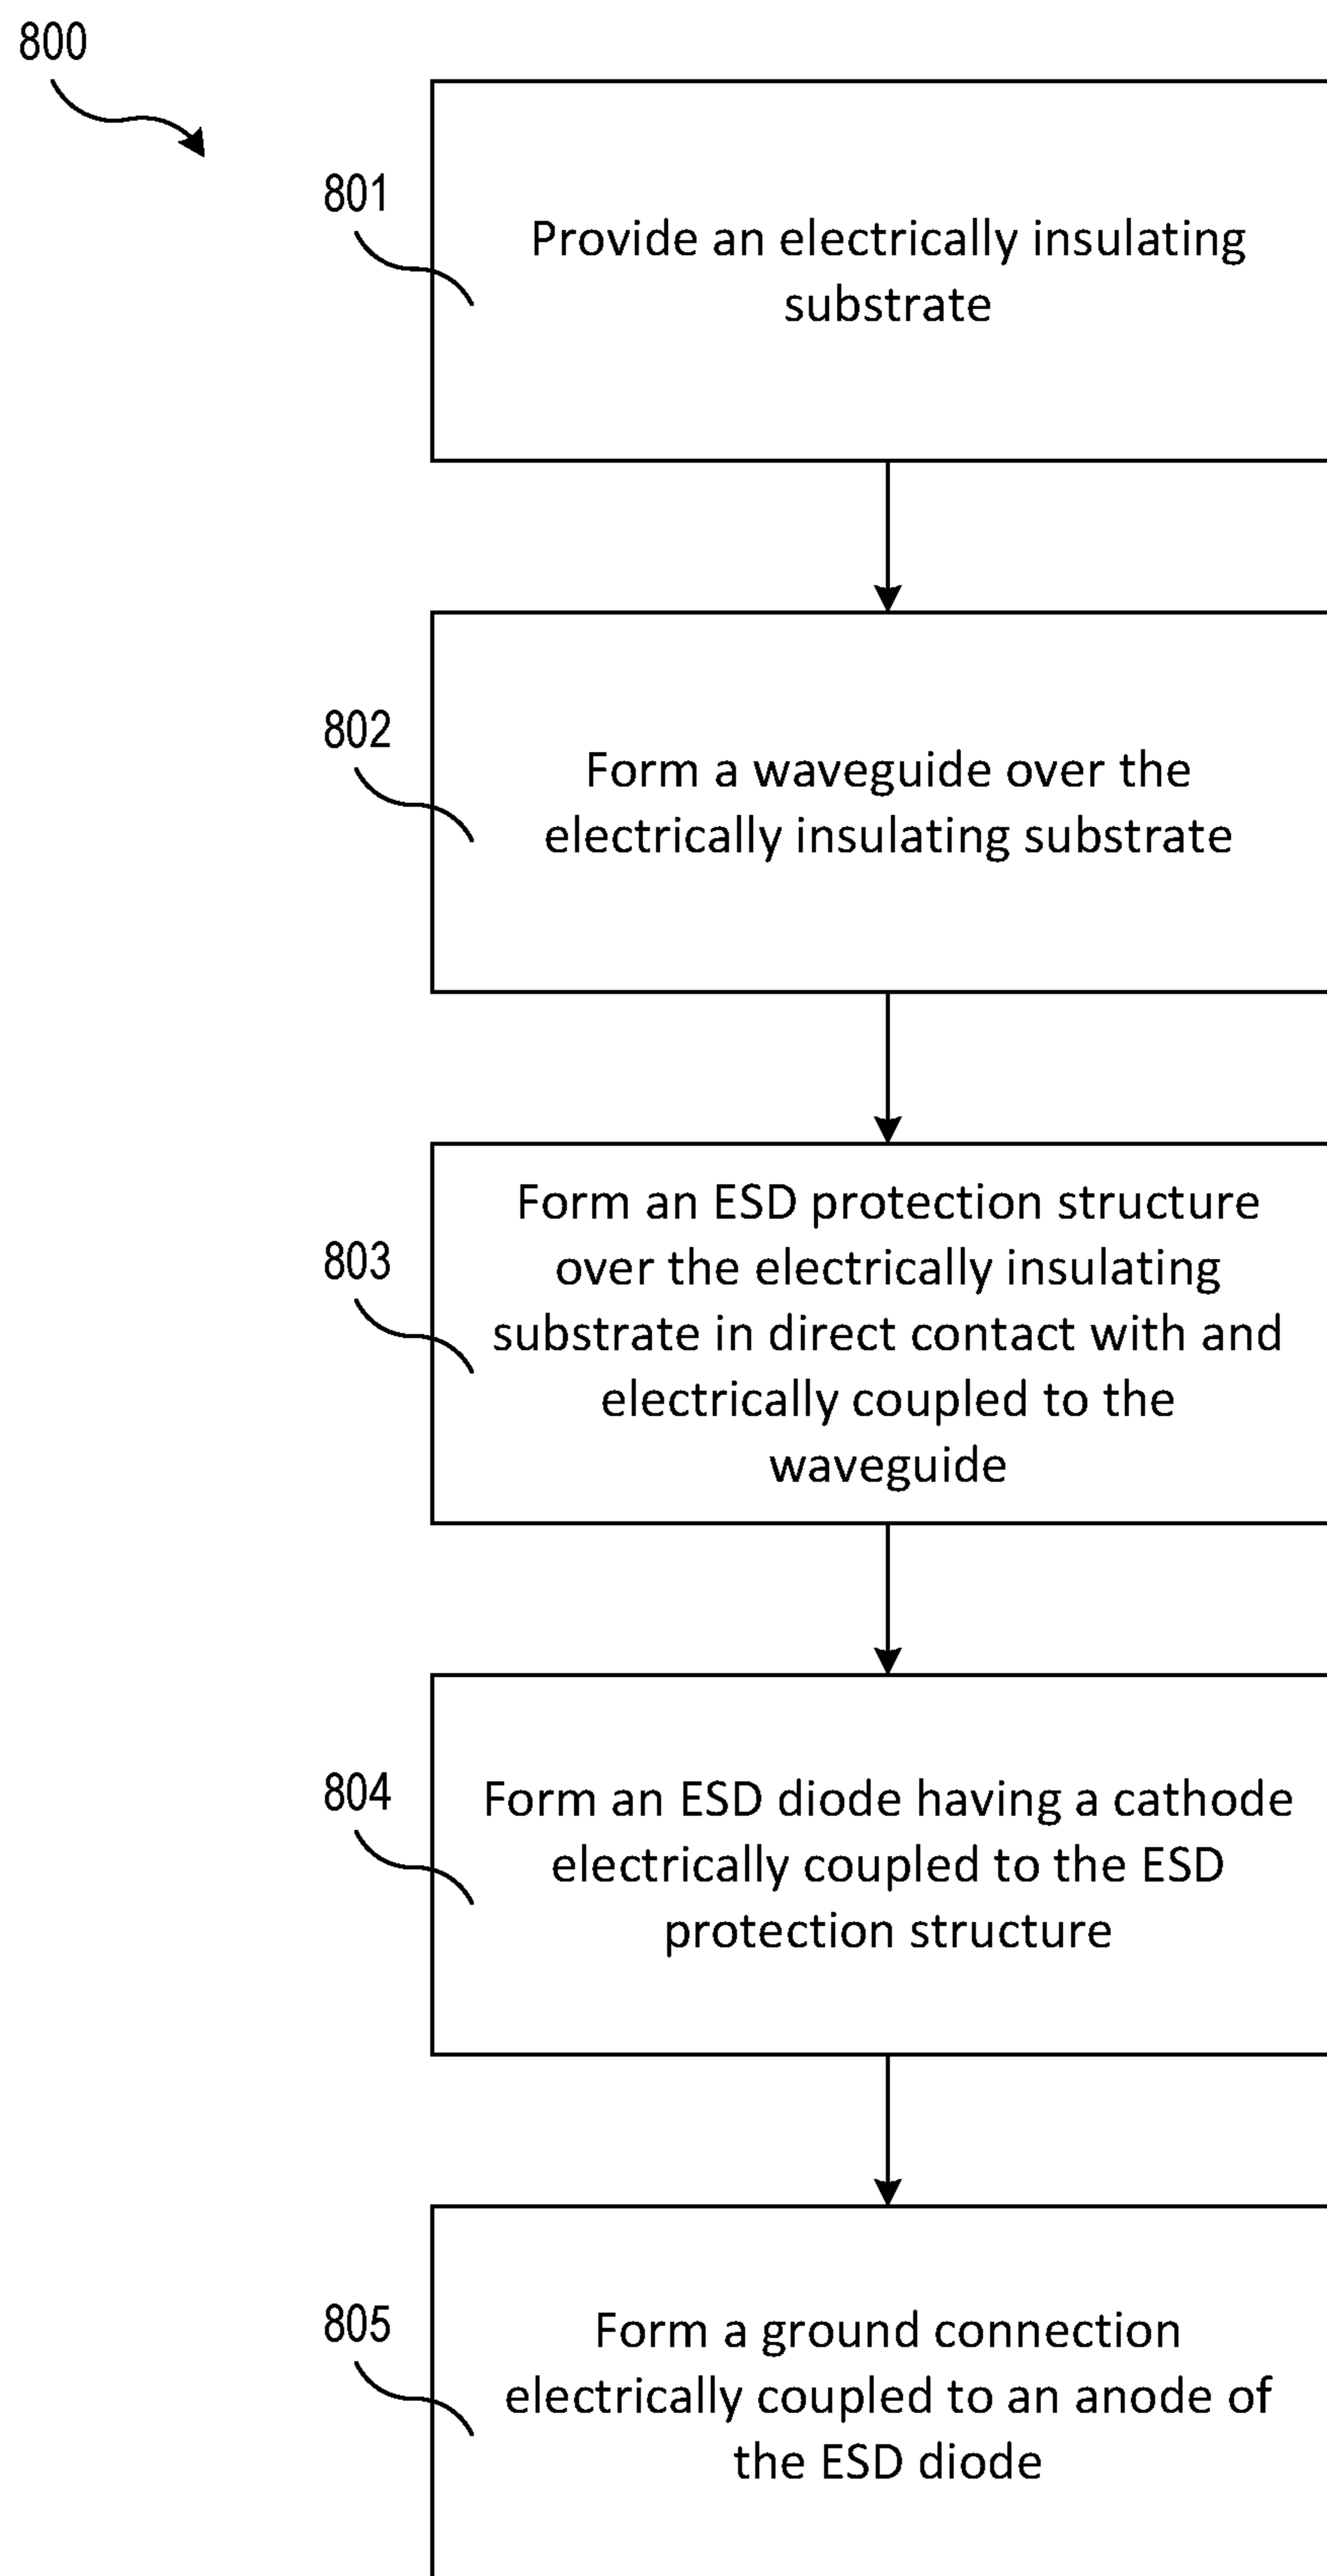 800
801
Provide an electrically insulating
substrate
802
Form a waveguide over the
electrically insulating substrate
803
Form an ESD protection structure
over the electrically insulating
substrate in direct contact with and
electrically coupled to the
waveguide
804
Form an ESD diode having a cathode
electrically coupled to the ESD
protection structure
805
Form a ground connection
electrically coupled to an anode of
the ESD diode